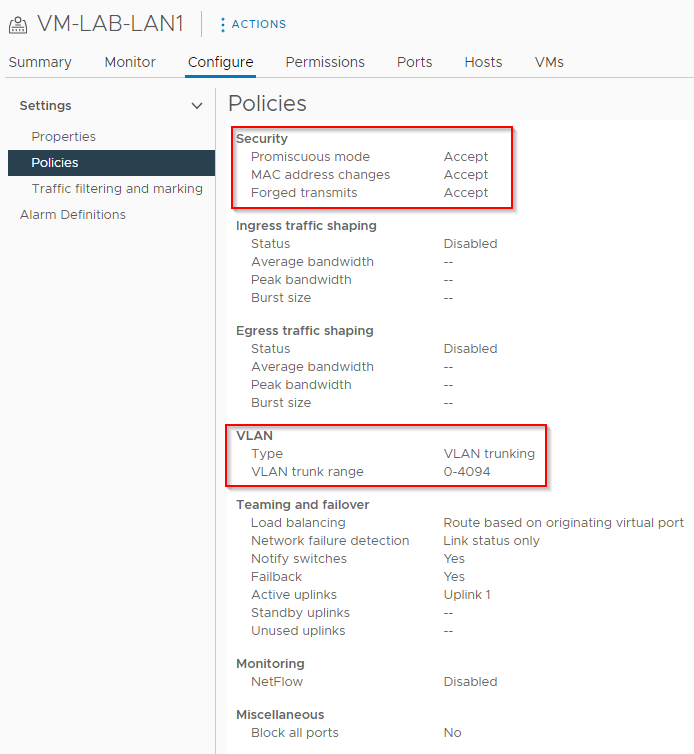 VM-LAB-LAN1 ACTIONS
Summary Monitor Configure Permissions Ports Hosts VMs
Settings
Properties
Policies
Traffic filtering and marking
Alarm Definitions
Policies
Security
Promiscuous mode Accept
MAC address changes Accept
Forged transmits Accept
Ingress traffic shaping
Status Disabled
Average bandwidth --
Peak bandwidth --
Burst size --
Egress traffic shaping
Status Disabled
Average bandwidth --
Peak bandwidth --
Burst size --
VLAN
Type VLAN trunking
VLAN trunk range 0-4094
Teaming and failover
Load balancing Route based on originating virtual port
Network failure detection Link status only
Notify switches Yes
Failback Yes
Active uplinks Uplink 1
Standby uplinks --
Unused uplinks --
Monitoring
NetFlow Disabled
Miscellaneous
Block all ports No